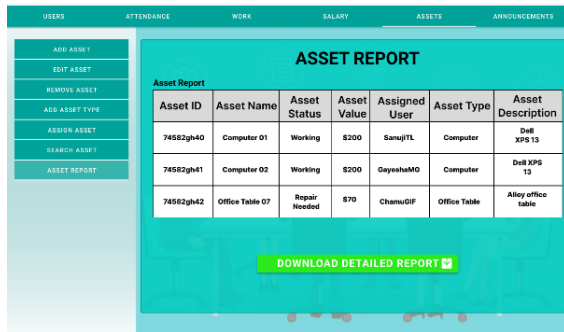 USERS ATTENDANCE WORK SALARY ASSETS ANNOUNCEMENTS
ADD ASSET
EDIT ASSET
REMOVE ASSET
ADD ASSET TYPE
ASSIGN ASSET
SEARCH ASSET
ASSET REPORT
ASSET REPORT
Asset Report
Asset ID Asset Name Asset Status Asset Value Assigned User Asset Type Asset Description
74582gh40 Computer 01 Working $200 SanujiTL Computer Dell XPS 13
74582gh41 Computer 02 Working $200 GayeshaMG Computer Dell XPS 13
74582gh42 Office Table 07 Repair Needed $70 ChamuGIF Office Table Alloy office table
DOWNLOAD DETAILED REPORT